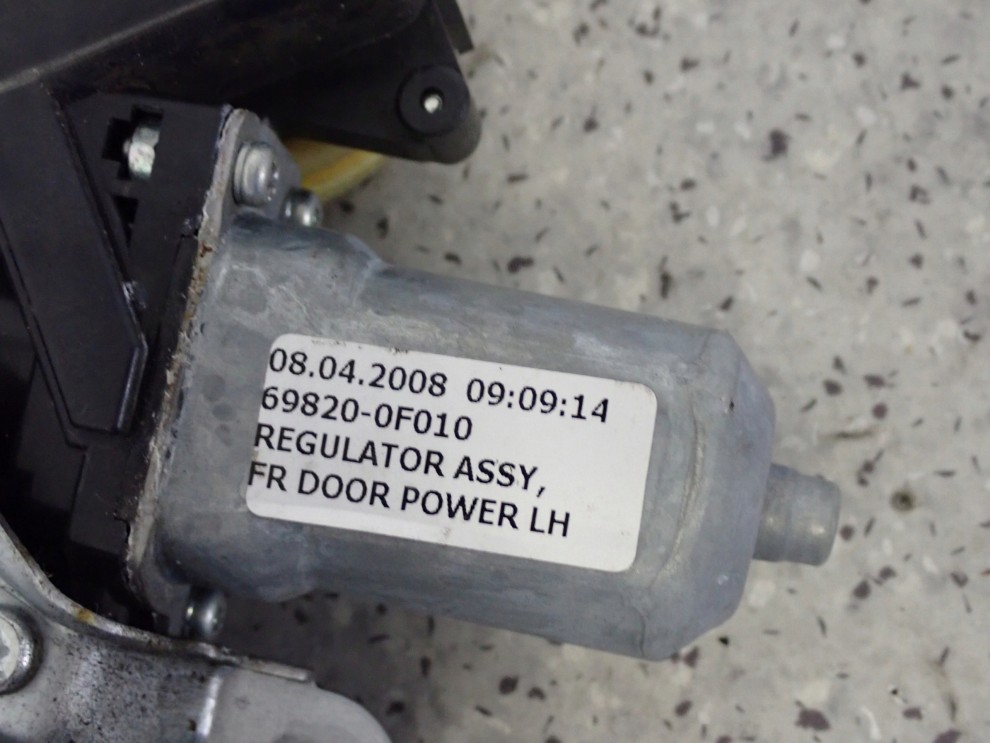 08.04.2008 09:09:14
69820-0F010
REGULATOR ASSY,
FR DOOR POWER LH